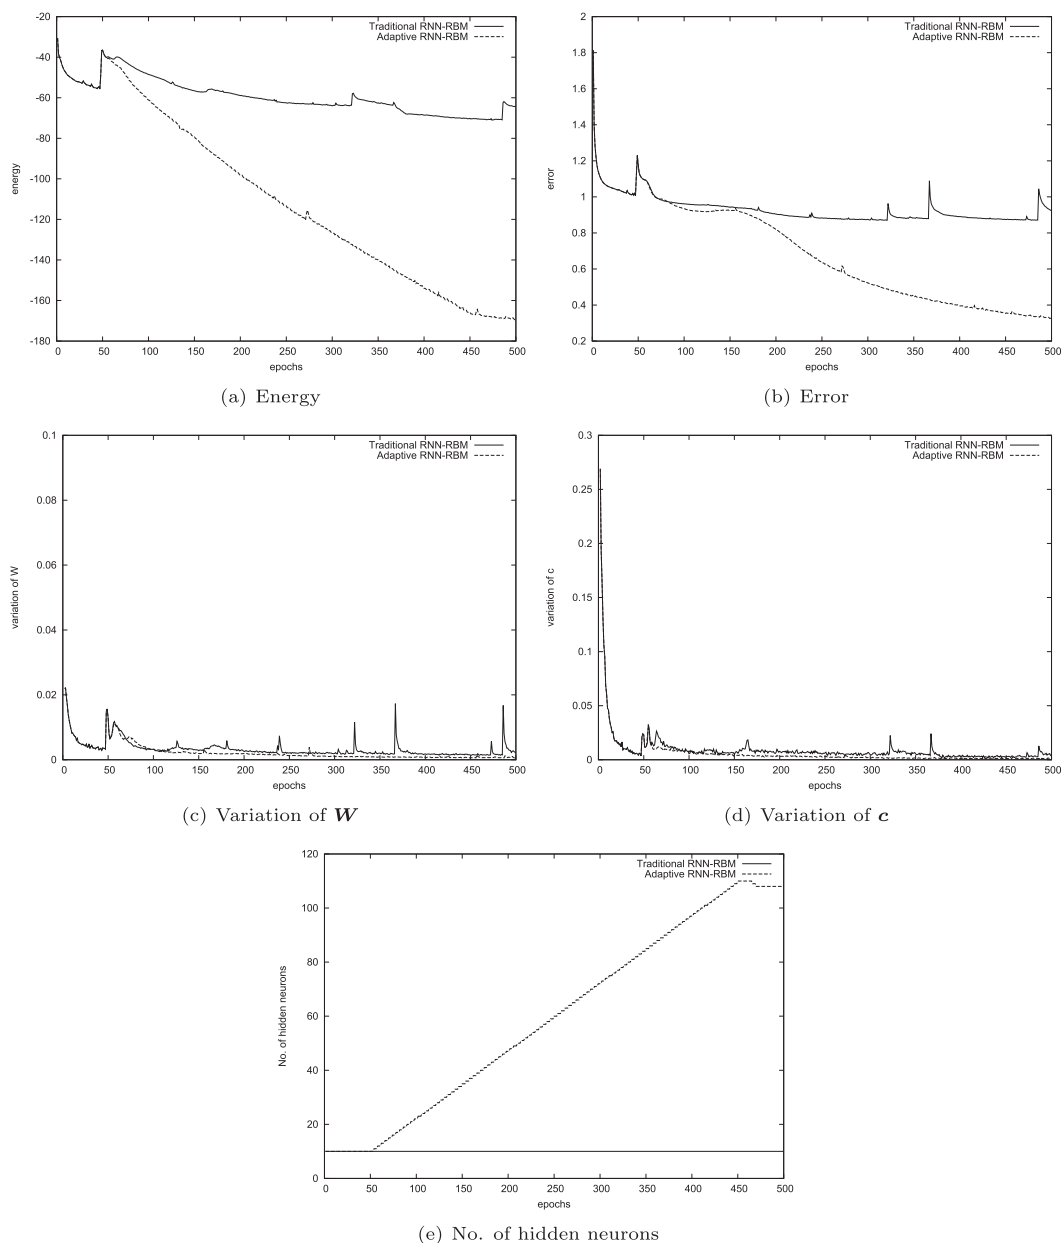 -20
-40
-60
-80
-100
-120
-140
-160
-180
energy
0 50 100 150 200 250 300 350 400 450 500
epochs
Traditional RNN-RBM
Adaptive RNN-RBM
(a) Energy
2
1.8
1.6
1.4
1.2
1
0.8
0.6
0.4
0.2
error
0 50 100 150 200 250 300 350 400 450 500
epochs
Traditional RNN-RBM
Adaptive RNN-RBM
(b) Error
0.1
0.08
0.06
0.04
0.02
0
variation of W
0 50 100 150 200 250 300 350 400 450 500
epochs
Traditional RNN-RBM
Adaptive RNN-RBM
(c) Variation of W
0.3
0.25
0.2
0.15
0.1
0.05
0
variation of c
0 50 100 150 200 250 300 350 400 450 500
epochs
Traditional RNN-RBM
Adaptive RNN-RBM
(d) Variation of c
120
100
80
60
40
20
0
No. of hidden neurons
0 50 100 150 200 250 300 350 400 450 500
epochs
Traditional RNN-RBM
Adaptive RNN-RBM
(e) No. of hidden neurons